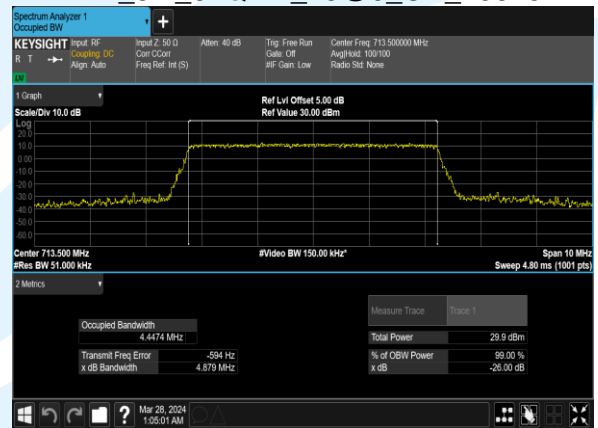 Spectrum Analyzer 1
Occupied BW
+
KEYSIGHT Input: RF Input Z: 50 Ω Atten: 40 dB Trig: Free Run Center Freq: 713.500000 MHz
R T Coupling: DC Corr CCorr Gate: Off Avg|Hold: 100/100
Align: Auto Freq Ref: Int (S) #IF Gain: Low Radio Std: None
1 Graph
Scale/Div 10.0 dB Ref Lvl Offset 5.00 dB
Ref Value 30.00 dBm
Log
20.0
10.0
0.00
-10.0
-20.0
-30.0
-40.0
-50.0
-60.0
Center 713.500 MHz #Video BW 150.00 kHz* Span 10 MHz
#Res BW 51.000 kHz Sweep 4.80 ms (1001 pts)
2 Metrics
Measure Trace Trace 1
Occupied Bandwidth
4.4474 MHz Total Power 29.9 dBm
Transmit Freq Error -594 Hz % of OBW Power 99.00 %
x dB Bandwidth 4.879 MHz x dB -26.00 dB
? Mar 28, 2024
1:05:01 AM